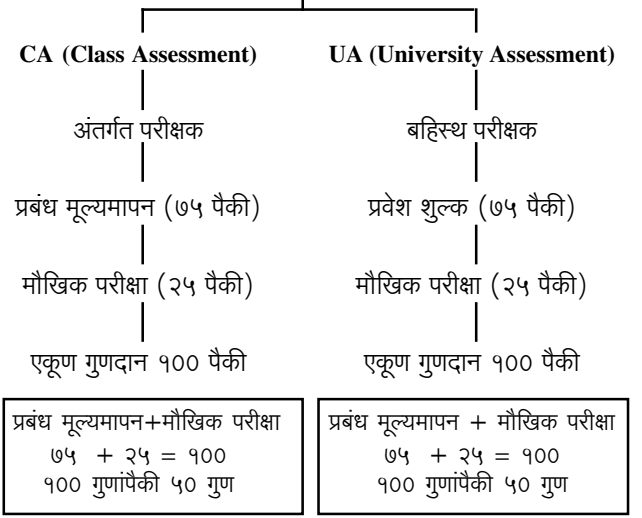 CA (Class Assessment)
अंतर्गत परीक्षक
प्रबंध मूल्यमापन (७५ पैकी)
मौखिक परीक्षा (२५ पैकी)
एकूण गुणदान १०० पैकी
प्रबंध मूल्यमापन+मौखिक परीक्षा
७५ + २५ = १००
१०० गुणांपैकी ५० गुण
UA (University Assessment)
बहिस्थ परीक्षक
प्रवेश शुल्क (७५ पैकी)
मौखिक परीक्षा (२५ पैकी)
एकूण गुणदान १०० पैकी
प्रबंध मूल्यमापन + मौखिक परीक्षा
७५ + २५ = १००
१०० गुणांपैकी ५० गुण